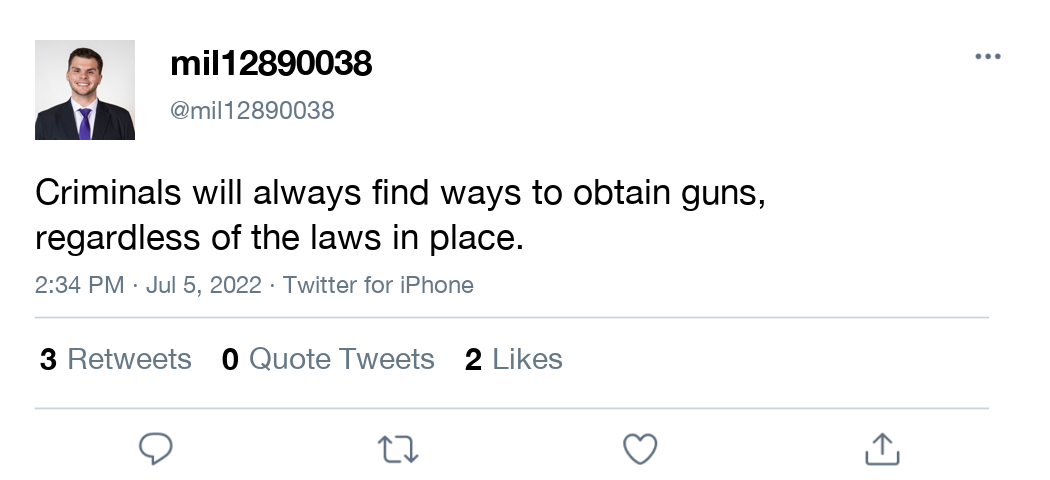 mil12890038
@mil12890038
Criminals will always find ways to obtain guns,
regardless of the laws in place.
2:34 PM · Jul 5, 2022 · Twitter for iPhone
3 Retweets 0 Quote Tweets 2 Likes